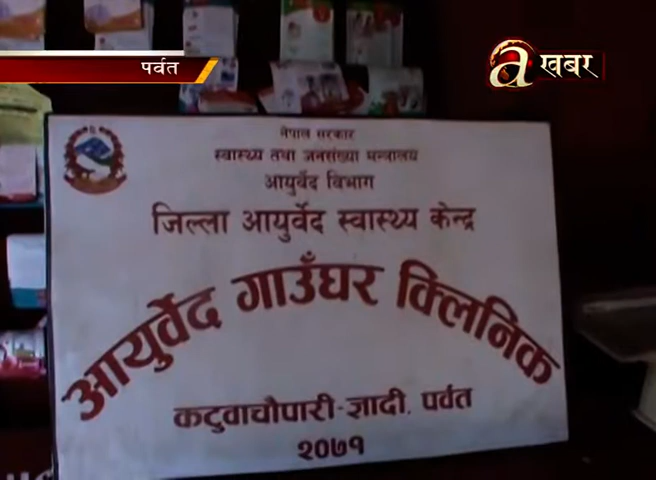 पर्वत
a खबर
नेपाल सरकार
स्वास्थ्य तथा जनसंख्या मन्त्रालय
आयुर्वेद विभाग
जिल्ला आयुर्वेद स्वास्थ्य केन्द्र
आयुर्वेद गाउँघर क्लिनिक
कटुवाचौपारी-ज्ञादी, पर्वत
२०७१